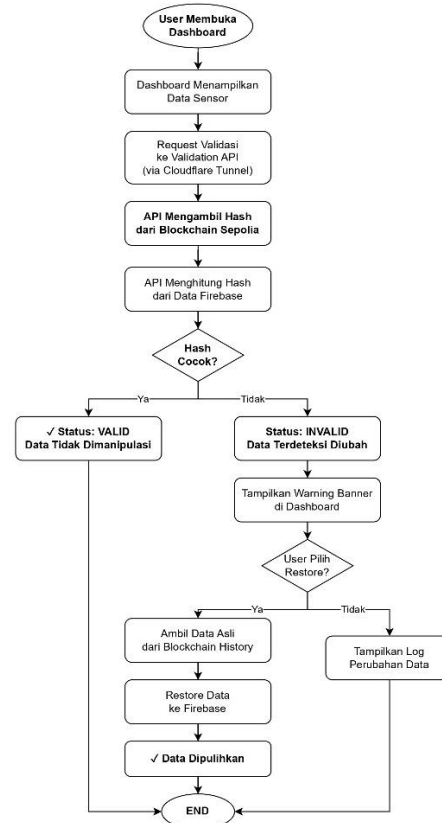 User Membuka
Dashboard
Dashboard Menampilkan
Data Sensor
Request Validasi
ke Validation API
(via Cloudflare Tunnel)
API Mengambil Hash
dari Blockchain Sepolia
API Menghitung Hash
dari Data Firebase
Hash
Cocok?
Ya
Tidak
✓ Status: VALID
Data Tidak Dimanipulasi
Status: INVALID
Data Terdeteksi Diubah
Tampilkan Warning Banner
di Dashboard
User Pilih
Restore?
Ya
Tidak
Ambil Data Asli
dari Blockchain History
Tampilkan Log
Perubahan Data
Restore Data
ke Firebase
✓ Data Dipulihkan
END